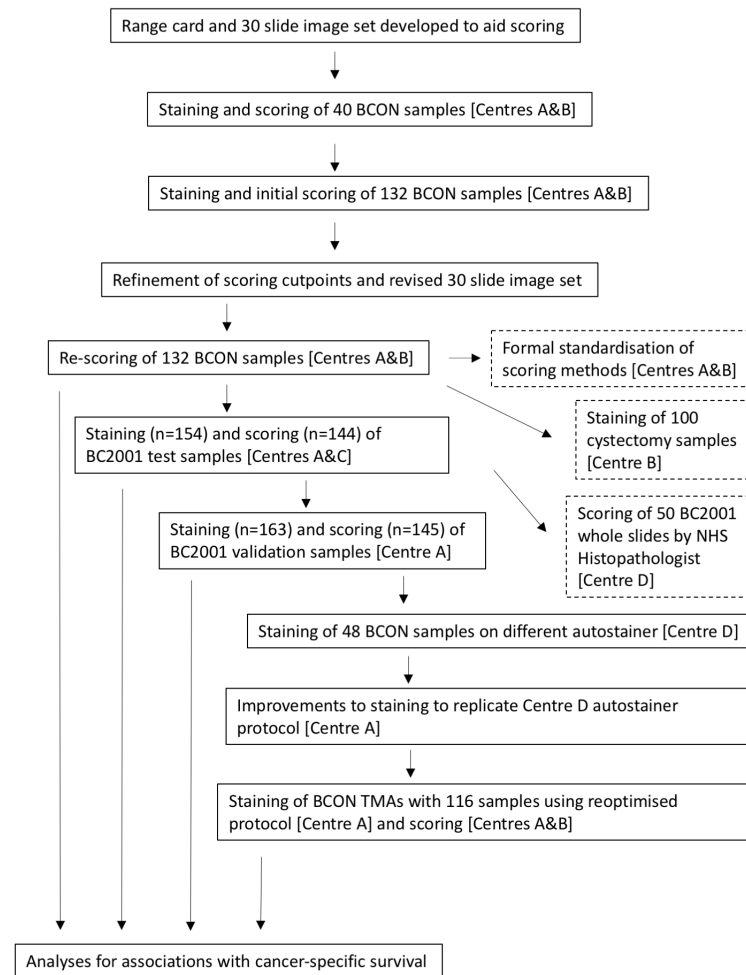 Range card and 30 slide image set developed to aid scoring
Staining and scoring of 40 BCON samples [Centres A&B]
Staining and initial scoring of 132 BCON samples [Centres A&B]
Refinement of scoring cutpoints and revised 30 slide image set
Re-scoring of 132 BCON samples [Centres A&B]
Formal standardisation of
scoring methods [Centres A&B]
Staining of 100
cystectomy samples
[Centre B]
Staining (n=154) and scoring (n=144) of
BC2001 test samples [Centres A&C]
Scoring of 50 BC2001
whole slides by NHS
Histopathologist
[Centre D]
Staining (n=163) and scoring (n=145) of
BC2001 validation samples [Centre A]
Staining of 48 BCON samples on different autostainer [Centre D]
Improvements to staining to replicate Centre D autostainer
protocol [Centre A]
Staining of BCON TMAs with 116 samples using reoptimised
protocol [Centre A] and scoring [Centres A&B]
Analyses for associations with cancer-specific survival